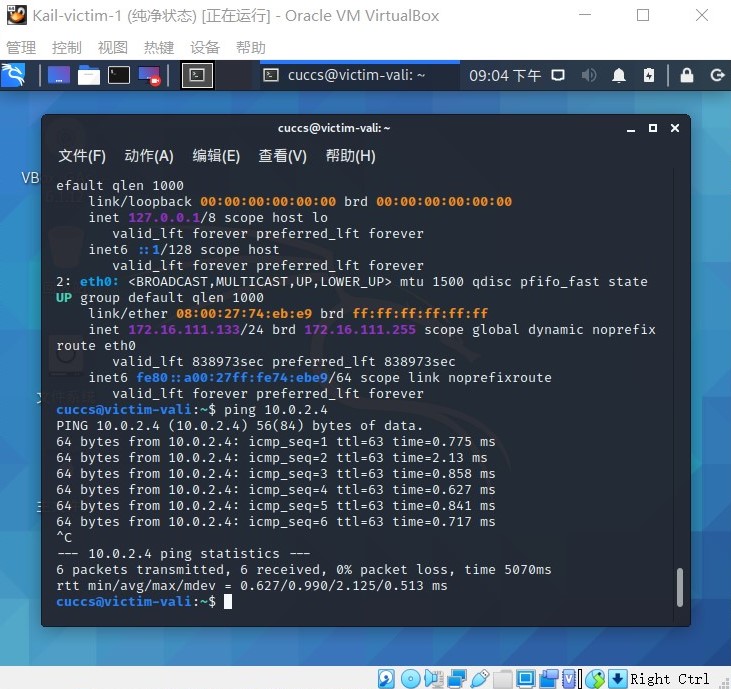 Kail-victim-1 (纯净状态) [正在运行] - Oracle VM VirtualBox
管理 控制 视图 热键 设备 帮助
cuccs@victim-vali: ~ 09:04 下午
cuccs@victim-vali: ~
文件(F) 动作(A) 编辑(E) 查看(V) 帮助(H)
efault qlen 1000
link/loopback 00:00:00:00:00:00 brd 00:00:00:00:00:00
inet 127.0.0.1/8 scope host lo
valid_lft forever preferred_lft forever
inet6 ::1/128 scope host
valid_lft forever preferred_lft forever
2: eth0: <BROADCAST,MULTICAST,UP,LOWER_UP> mtu 1500 qdisc pfifo_fast state
UP group default qlen 1000
link/ether 08:00:27:74:eb:e9 brd ff:ff:ff:ff:ff:ff
inet 172.16.111.133/24 brd 172.16.111.255 scope global dynamic noprefix
route eth0
valid_lft 838973sec preferred_lft 838973sec
inet6 fe80::a00:27ff:fe74:ebe9/64 scope link noprefixroute
valid_lft forever preferred_lft forever
cuccs@victim-vali:~$ ping 10.0.2.4
PING 10.0.2.4 (10.0.2.4) 56(84) bytes of data.
64 bytes from 10.0.2.4: icmp_seq=1 ttl=63 time=0.775 ms
64 bytes from 10.0.2.4: icmp_seq=2 ttl=63 time=2.13 ms
64 bytes from 10.0.2.4: icmp_seq=3 ttl=63 time=0.858 ms
64 bytes from 10.0.2.4: icmp_seq=4 ttl=63 time=0.627 ms
64 bytes from 10.0.2.4: icmp_seq=5 ttl=63 time=0.841 ms
64 bytes from 10.0.2.4: icmp_seq=6 ttl=63 time=0.717 ms
^C
--- 10.0.2.4 ping statistics ---
6 packets transmitted, 6 received, 0% packet loss, time 5070ms
rtt min/avg/max/mdev = 0.627/0.990/2.125/0.513 ms
cuccs@victim-vali:~$
Right Ctrl